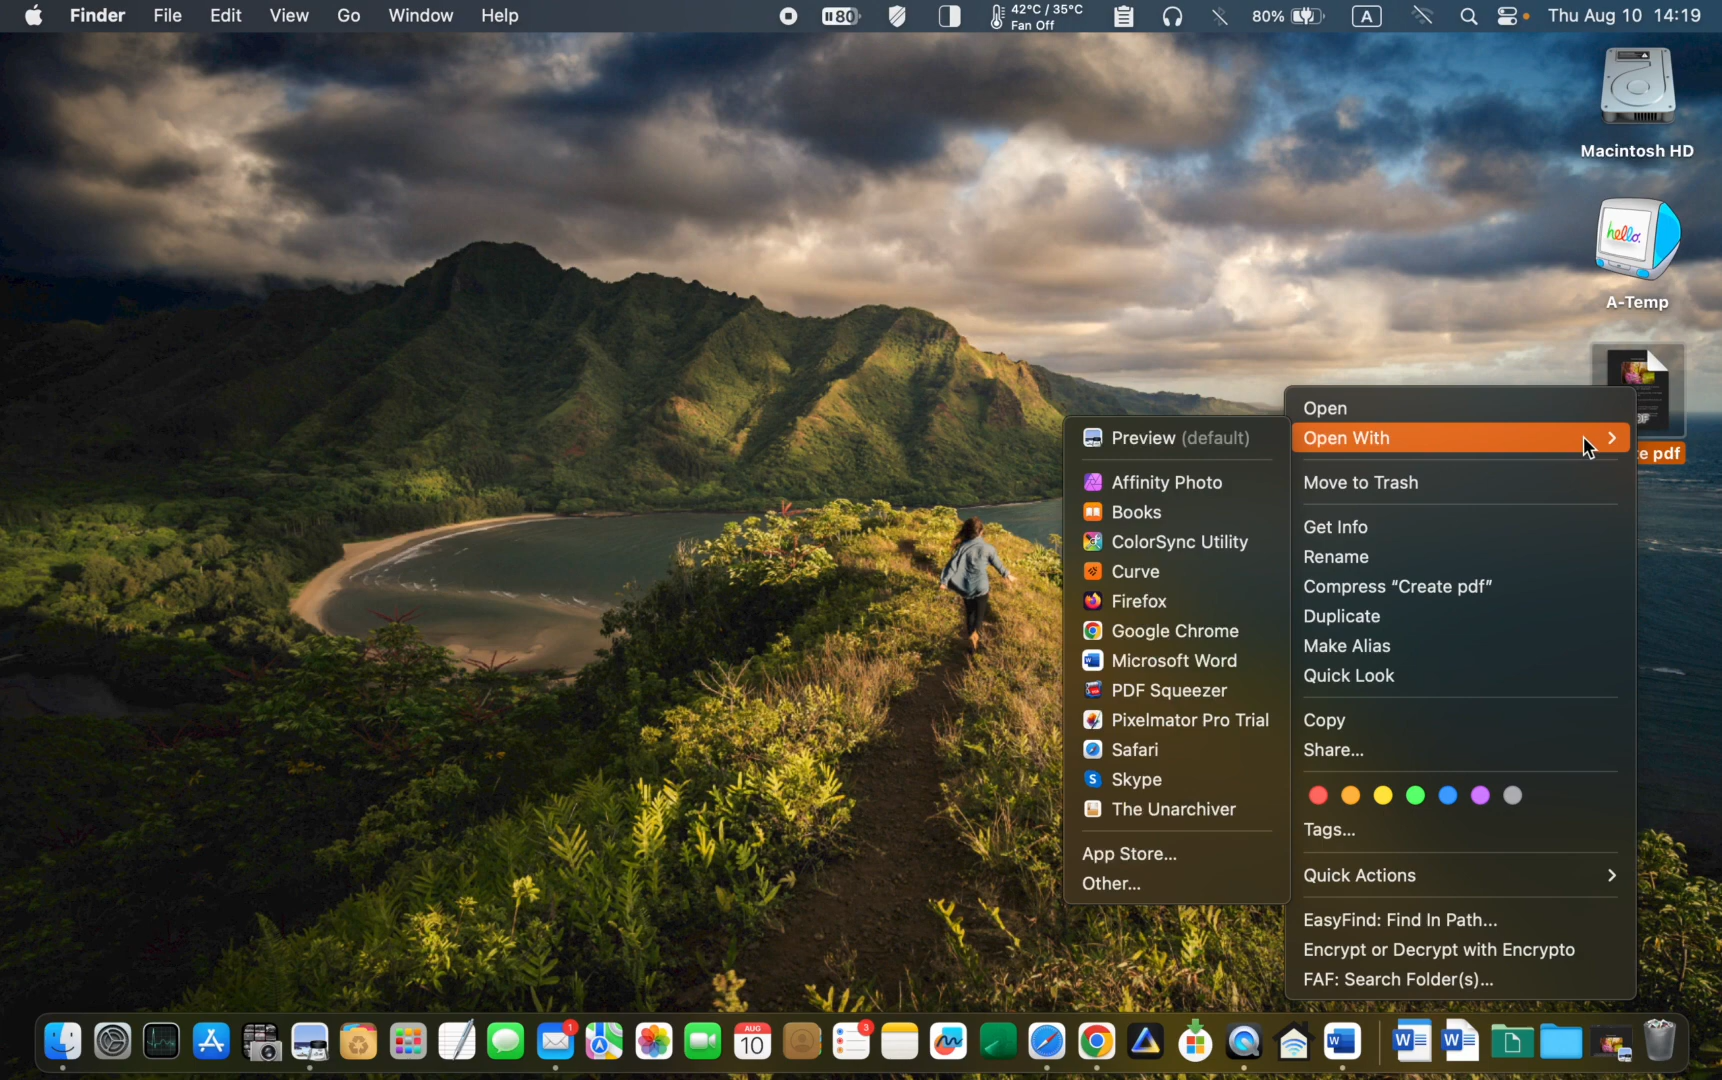 Finder File Edit View Go Window Help
80 42°C / 35°C
Fan Off
80% A Thu Aug 10 14:19
Macintosh HD
hello.
A-Temp
e pdf
Open
Open With
Move to Trash
Get Info
Rename
Compress “Create pdf”
Duplicate
Make Alias
Quick Look
Copy
Share...
Tags...
Quick Actions
EasyFind: Find In Path...
Encrypt or Decrypt with Encrypto
FAF: Search Folder(s)...
Preview (default)
Affinity Photo
Books
ColorSync Utility
Curve
Firefox
Google Chrome
Microsoft Word
PDF Squeezer
Pixelmator Pro Trial
Safari
Skype
The Unarchiver
App Store...
Other...
1
AUG
10
3